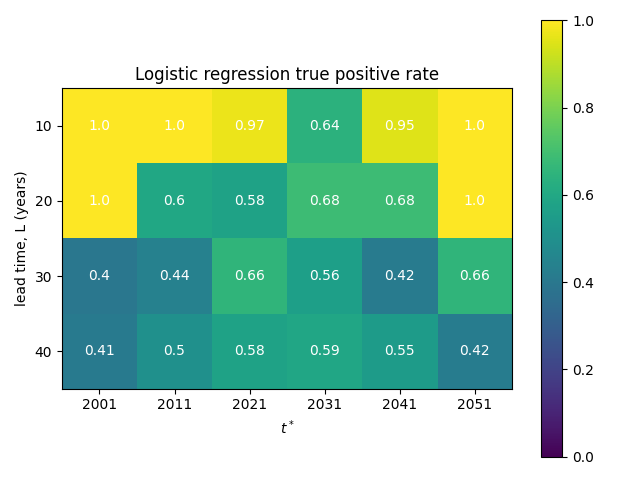 Logistic regression true positive rate
1.0
10 1.0 1.0 0.97 0.64 0.95 1.0
0.8
20 1.0 0.6 0.58 0.68 0.68 1.0
0.6
lead time, L (years)
30 0.4 0.44 0.66 0.56 0.42 0.66
0.4
40 0.41 0.5 0.58 0.59 0.55 0.42
0.2
2001 2011 2021 2031 2041 2051
t*
0.0